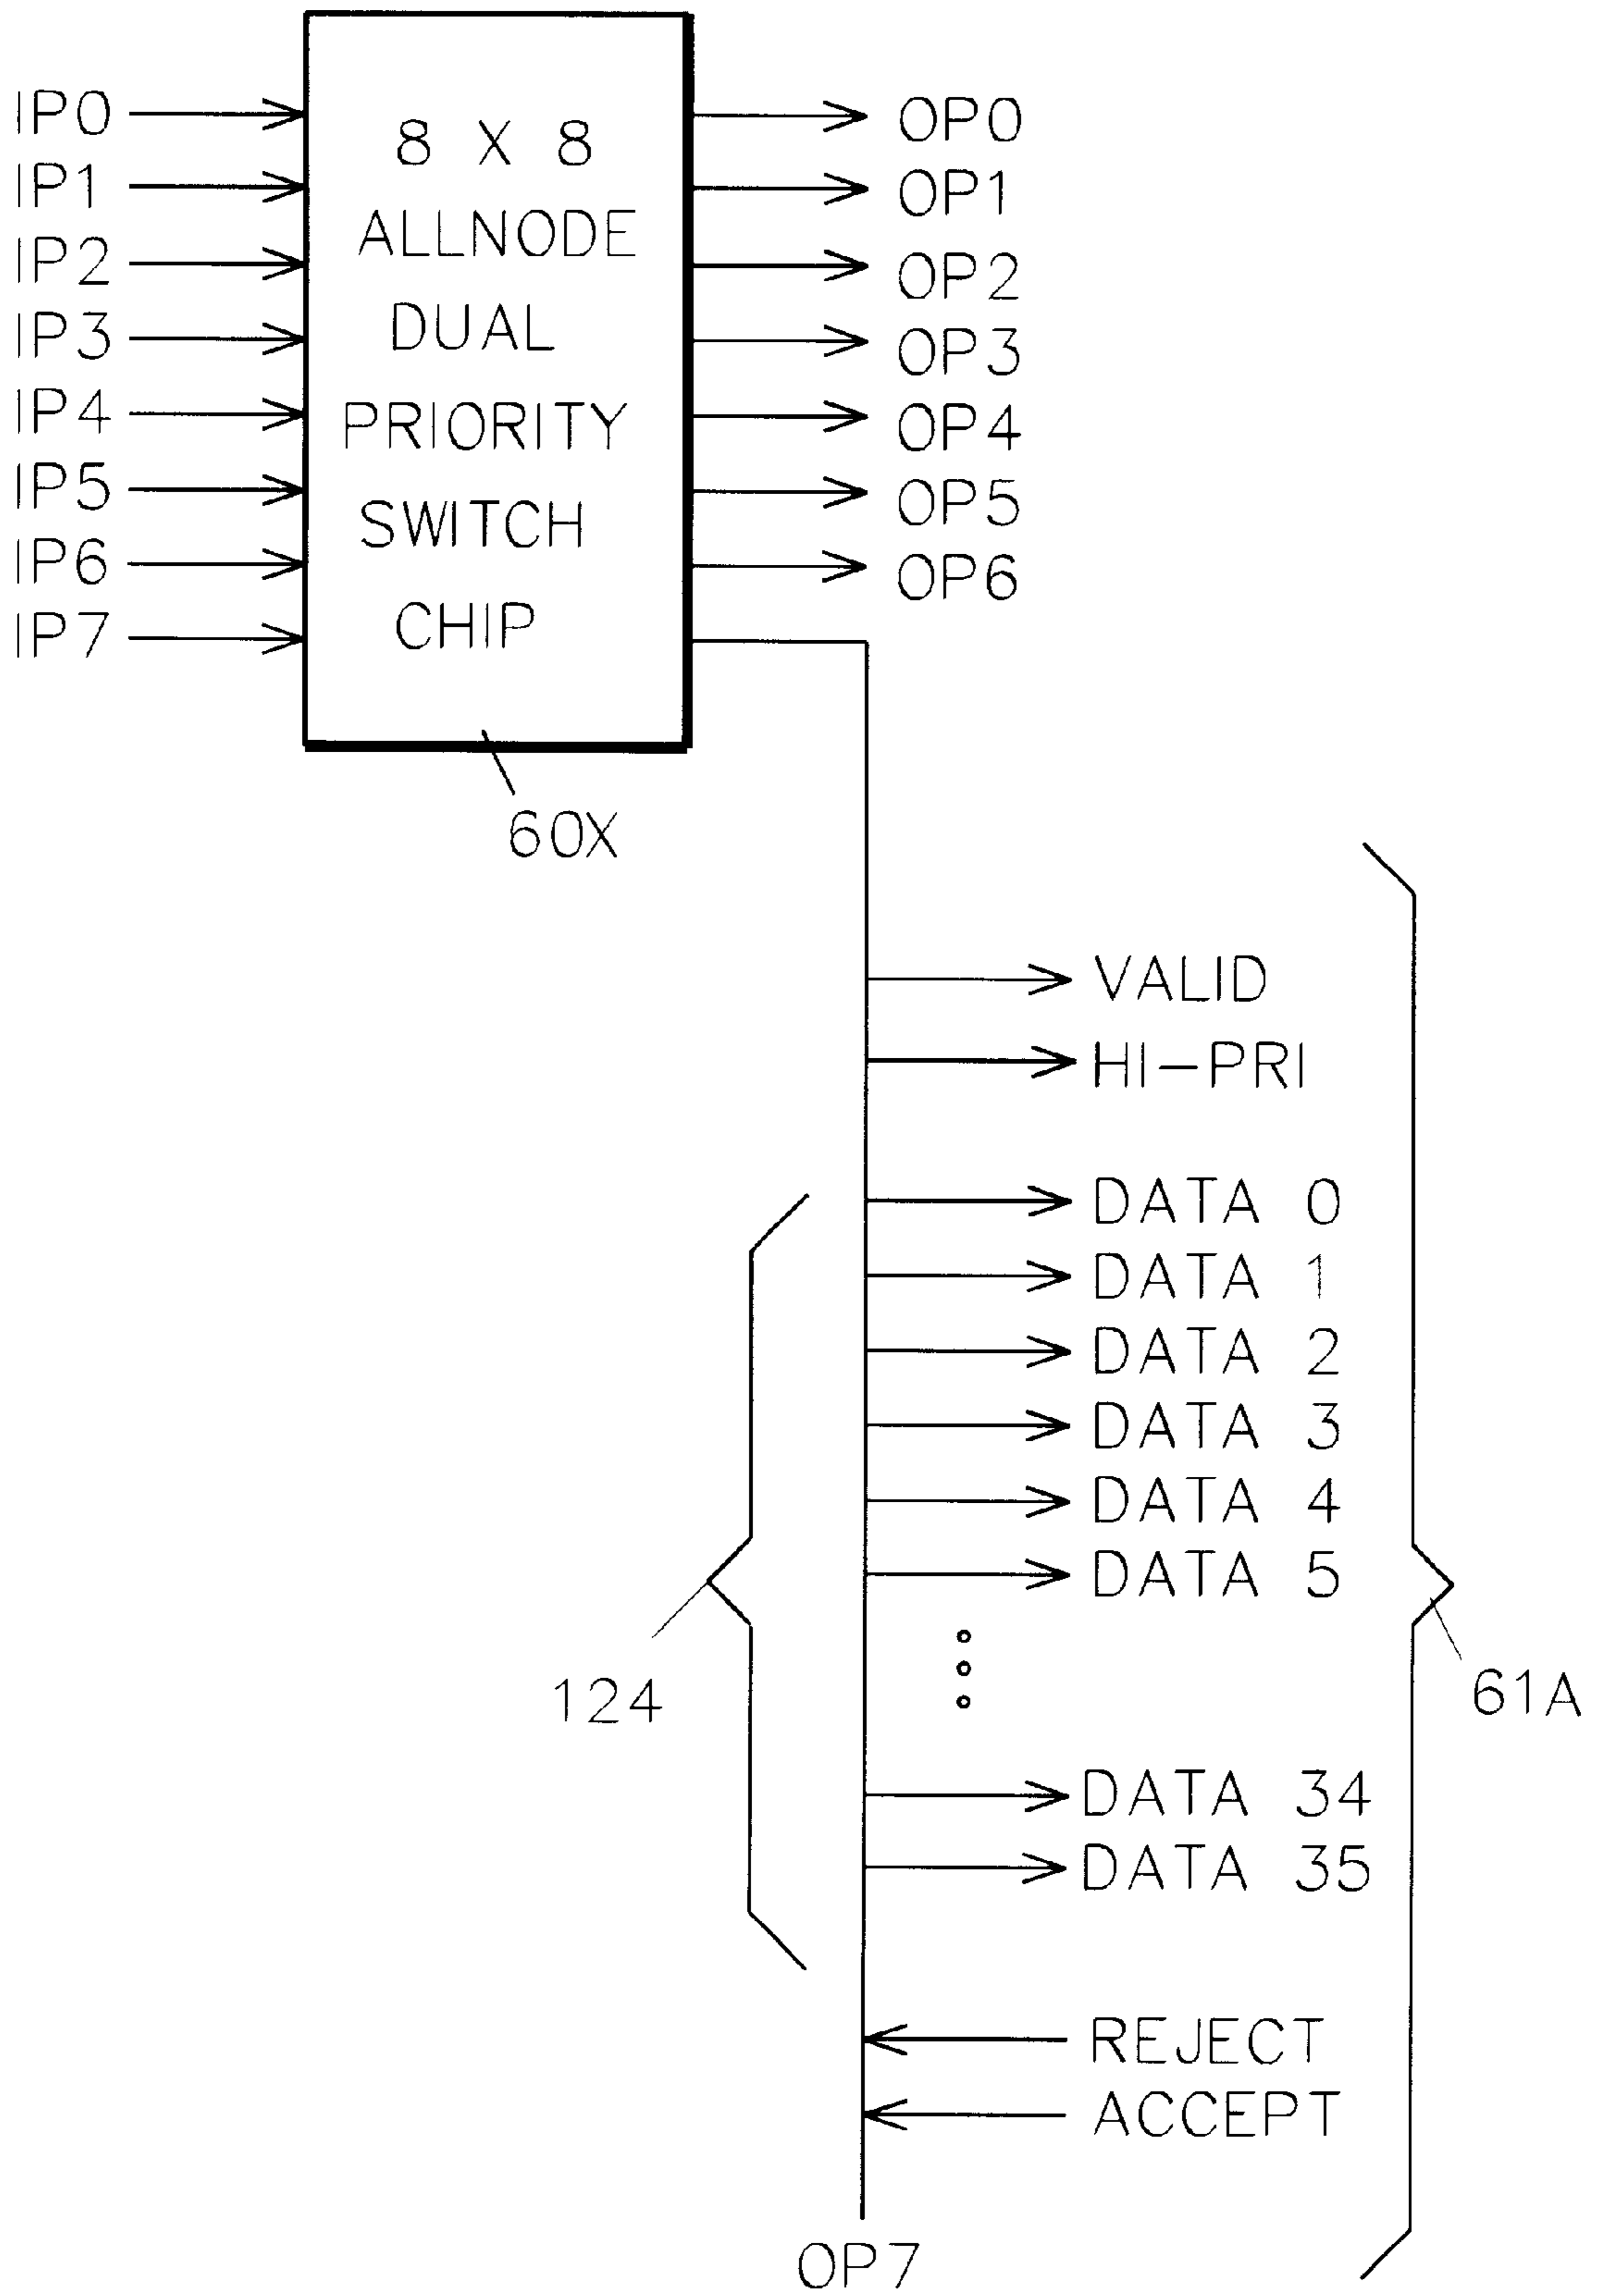 IP0
IP1
IP2
IP3
IP4
IP5
IP6
IP7
8 X 8
ALLNODE
DUAL
PRIORITY
SWITCH
CHIP
OP0
OP1
OP2
OP3
OP4
OP5
OP6
60X
VALID
HI-PRI
DATA 0
DATA 1
DATA 2
DATA 3
DATA 4
DATA 5
124
61A
DATA 34
DATA 35
REJECT
ACCEPT
OP7